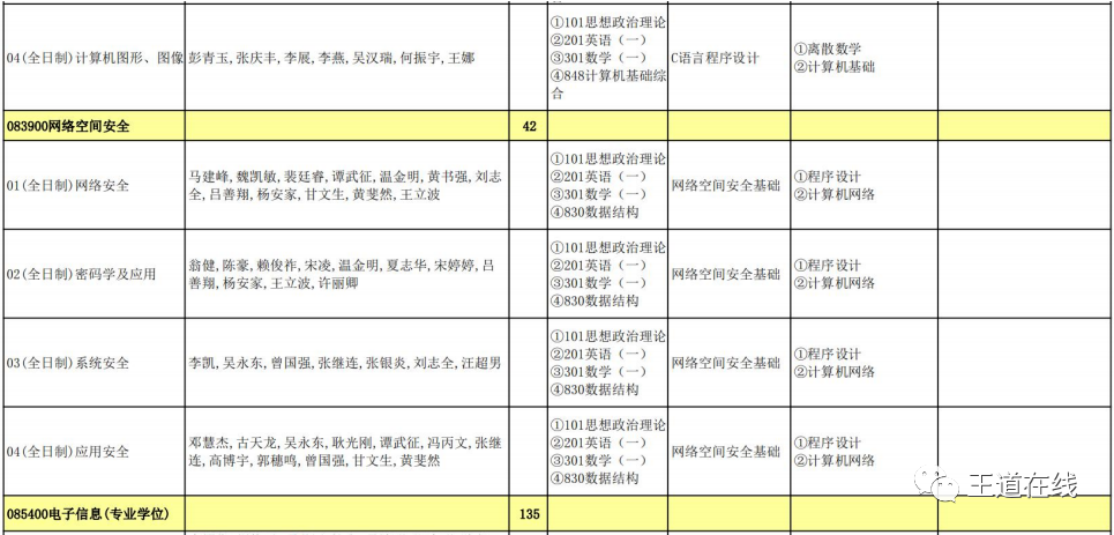 ①101思想政治理论
②201英语（一）
04(全日制)计算机图形、图像 彭青玉,张庆丰,李展,李燕,吴汉瑞,何振宇,王娜 ③301数学（一） C语言程序设计 ①离散数学
④848计算机基础综 ②计算机基础
合
083900网络空间安全 42
①101思想政治理论
01(全日制)网络安全 马建峰,魏凯敏,裴廷睿,谭武征,温金明,黄书强,刘志 ②201英语（一） 网络空间安全基础 ①程序设计
全,吕善翔,杨安家,甘文生,黄斐然,王立波 ③301数学（一） ②计算机网络
④830数据结构
①101思想政治理论
02(全日制)密码学及应用 翁健,陈豪,赖俊祚,宋凌,温金明,夏志华,宋婷婷,吕 ②201英语（一） 网络空间安全基础 ①程序设计
善翔,杨安家,王立波,许丽卿 ③301数学（一） ②计算机网络
④830数据结构
①101思想政治理论
03(全日制)系统安全 李凯,吴永东,曾国强,张继连,张银炎,刘志全,汪超男 ②201英语（一） 网络空间安全基础 ①程序设计
③301数学（一） ②计算机网络
④830数据结构
①101思想政治理论
04(全日制)应用安全 邓慧杰,古天龙,吴永东,耿光刚,谭武征,冯丙文,张继 ②201英语（一） 网络空间安全基础 ①程序设计
连,高博宇,郭穗鸣,曾国强,甘文生,黄斐然 ③301数学（一） ②计算机网络
④830数据结构
王道在线
085400电子信息(专业学位) 135